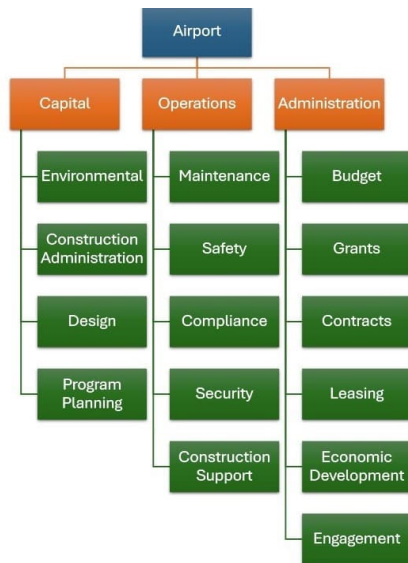 Airport
Capital
Operations
Administration
Environmental
Construction
Administration
Design
Program
Planning
Maintenance
Safety
Compliance
Security
Construction
Support
Budget
Grants
Contracts
Leasing
Economic
Development
Engagement